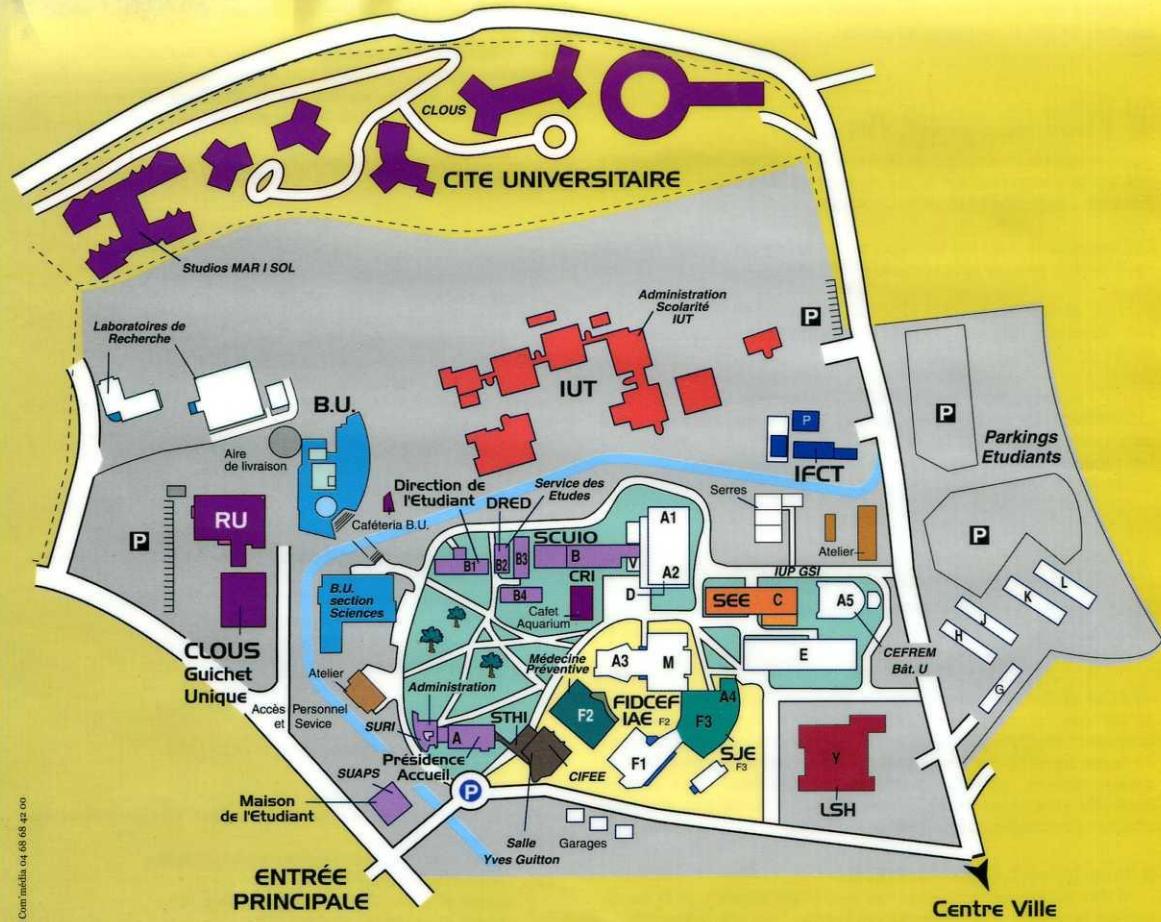 CLOUS
CITE UNIVERSITAIRE
Studios MAR I SOL
Administration
Scolarité
IUT
Laboratoires de
Recherche
P
B.U.
IUT
P
P
Parkings
Etudiants
IFCT
Aire
de livraison
Direction de
l'Etudiant
DRED
Service des
Etudes
Serres
RU
Caféteria B.U.
SCUIO
A1
P
P
B1
B2
B3
B
V
Atelier
CRI
A2
IUP GSI
B.U.
section
Sciences
B4
D
SEE
C
A5
L
K
J
H
G
Cafet
Aquarium
CLOUS
Guichet
Unique
Médecine
Préventive
A3
M
E
CEFREM
Bât. U
Atelier
Administration
A4
Accès Personnel
et Sevice
SURI
STHI
F2
FIDCEF
IAE F2
F3
A
Présidence
Accueil
F1
SJE
F3
Y
SUAPS
CIFEE
P
LSH
Maison
de l'Etudiant
Salle
Yves Guitton
Garages
ENTRÉE
PRINCIPALE
Centre Ville
Com'média 04 68 68 42 00